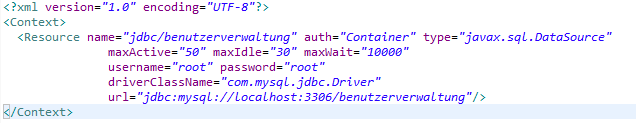 <?xml version="1.0" encoding="UTF-8"?>
<Context>
<Resource name="jdbc/benutzerverwaltung" auth="Container" type="javax.sql.DataSource"
maxActive="50" maxIdle="30" maxWait="10000"
username="root" password="root"
driverClassName="com.mysql.jdbc.Driver"
url="jdbc:mysql://localhost:3306/benutzerverwaltung"/>
</Context>